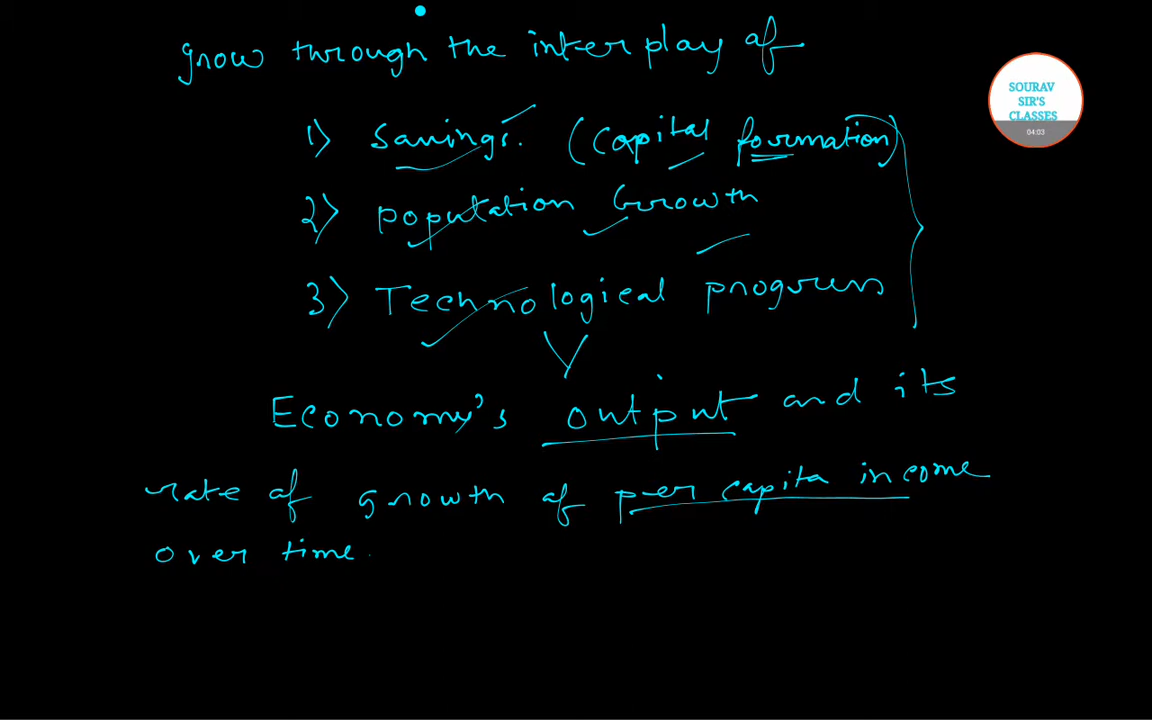 grow through the interplay of
SOURAV
SIR'S
CLASSES
04:03
1) Savings. (Capital formation)
2) Population Growth
3) Technological progress
Economy's output and its
rate of growth of per capita income
over time.